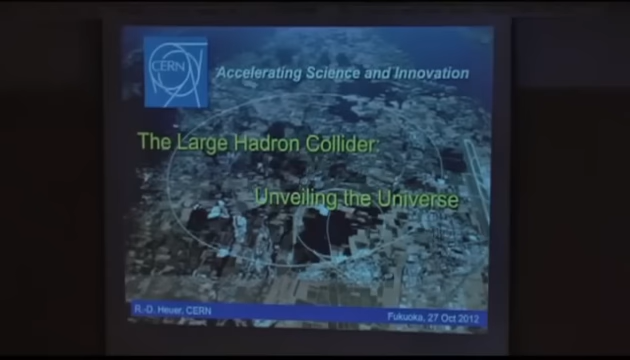 CERN
Accelerating Science and Innovation
The Large Hadron Collider:
Unveiling the Universe
R.-D. Heuer, CERN
Fukuoka, 27 Oct 2012